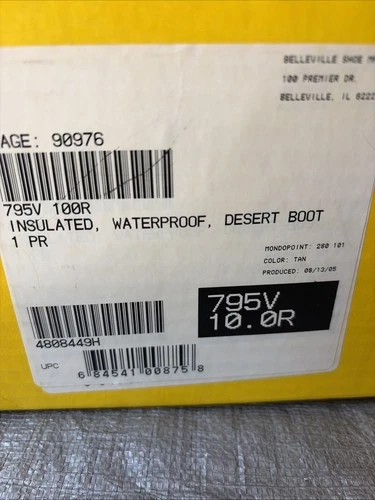 BELLEVILLE SHOE M
100 PREMIER DR.
BELLEVILLE, IL 6222
AGE: 90976
795V 100R
INSULATED, WATERPROOF, DESERT BOOT
1 PR
MONDOPOINT: 280 101
COLOR: TAN
PRODUCED: 08/13/05
795V
10.0R
4808449H
UPC
6 84541 00875 8